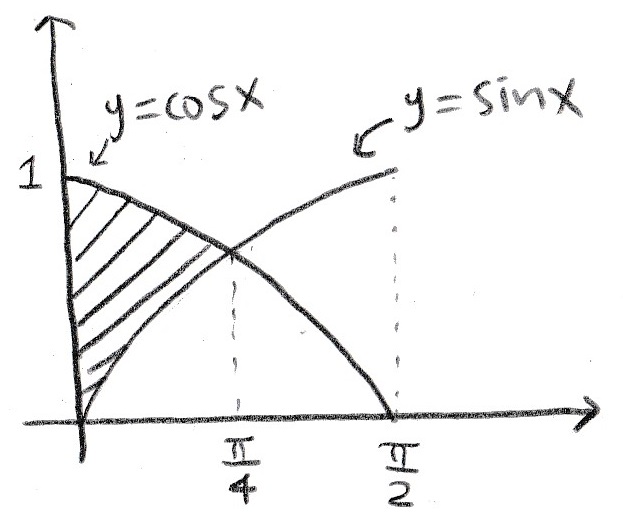 y=cosx
y=sinx
1
π/4
π/2